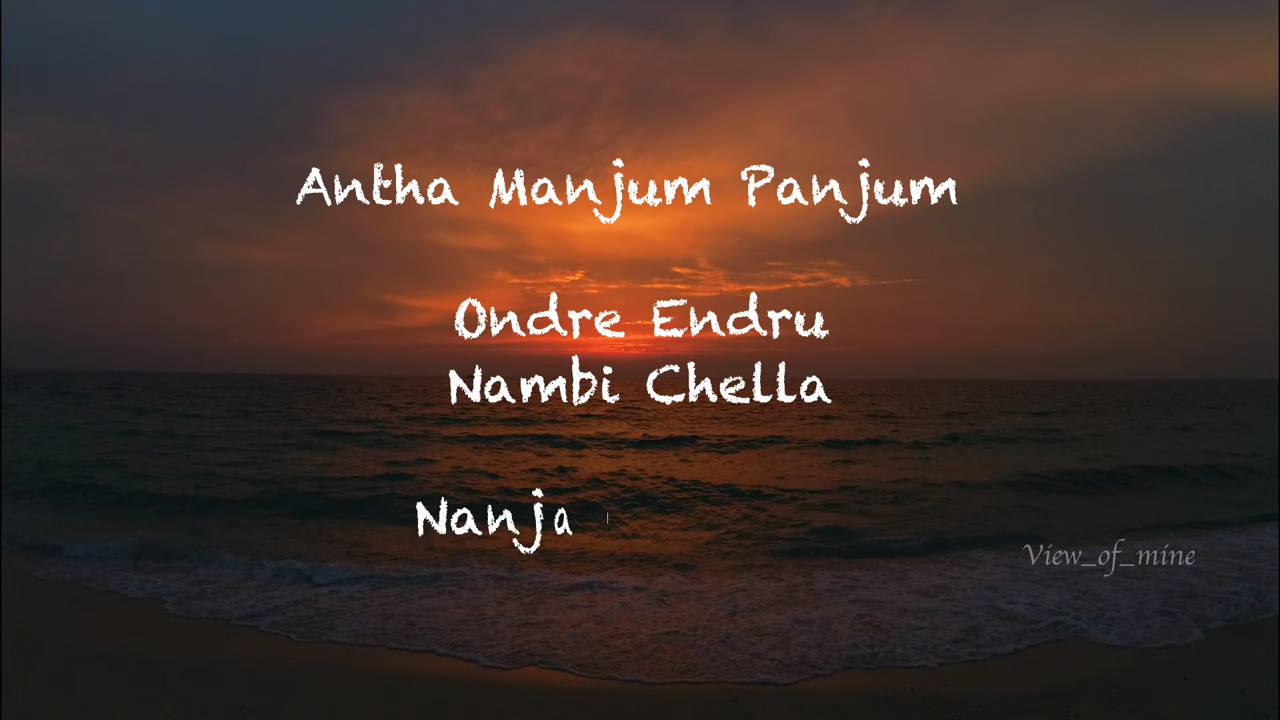 Antha Manjum Panjum
Ondre Endru
Nambi Chella
Nanja
View_of_mine